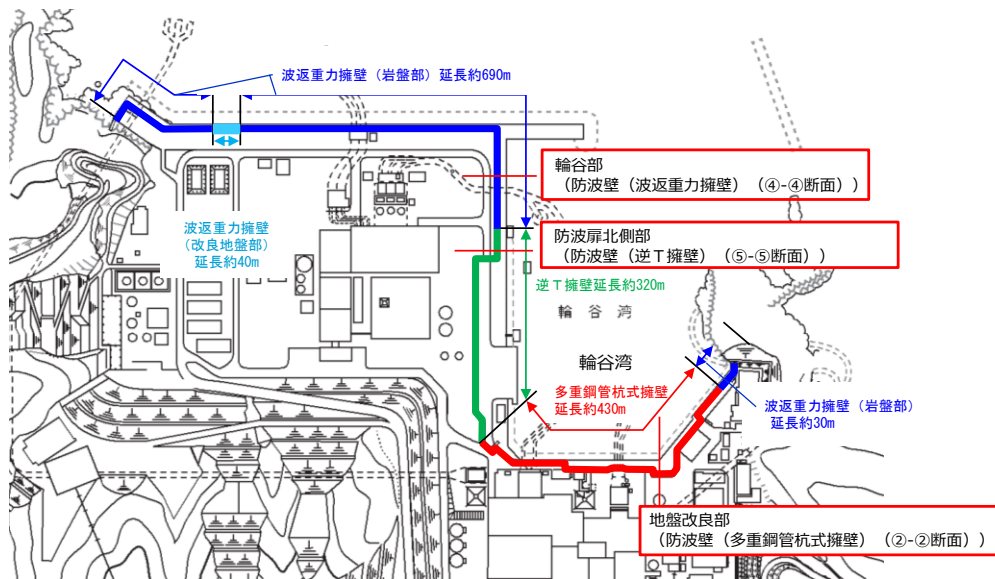 波返重力擁壁（岩盤部）延長約690m
輪谷部
（防波壁（波返重力擁壁）（④-④断面））
波返重力擁壁
（改良地盤部）
延長約40m
防波扉北側部
（防波壁（逆Ｔ擁壁）（⑤-⑤断面））
逆Ｔ擁壁延長約320m
輪 谷 湾
輪谷湾
多重鋼管杭式擁壁
延長約430m
波返重力擁壁（岩盤部）
延長約30m
地盤改良部
（防波壁（多重鋼管杭式擁壁）（②-②断面））